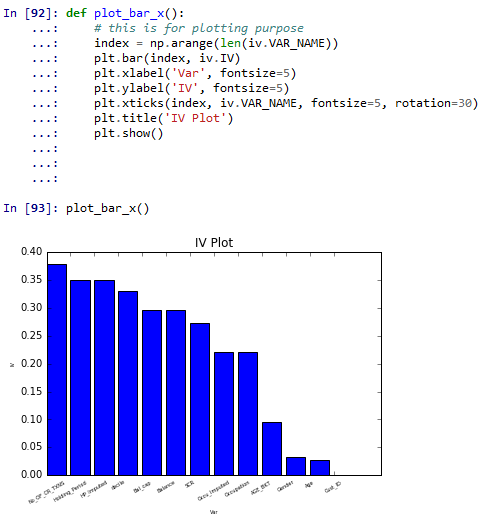 In [92]: def plot_bar_x():
...:     # this is for plotting purpose
...:     index = np.arange(len(iv.VAR_NAME))
...:     plt.bar(index, iv.IV)
...:     plt.xlabel('Var', fontsize=5)
...:     plt.ylabel('IV', fontsize=5)
...:     plt.xticks(index, iv.VAR_NAME, fontsize=5, rotation=30)
...:     plt.title('IV Plot')
...:     plt.show()
...:
...:
...:
In [93]: plot_bar_x()
IV Plot
0.40
0.35
0.30
0.25
0.20
0.15
0.10
0.05
0.00
IV
No_OF_CR_TXNS
Holding_Period
HP_Imputed
decile
Bal_cap
Balance
SCR
Occu_Imputed
Occupation
AGE_BKT
Gender
Age
Cust_ID
Var